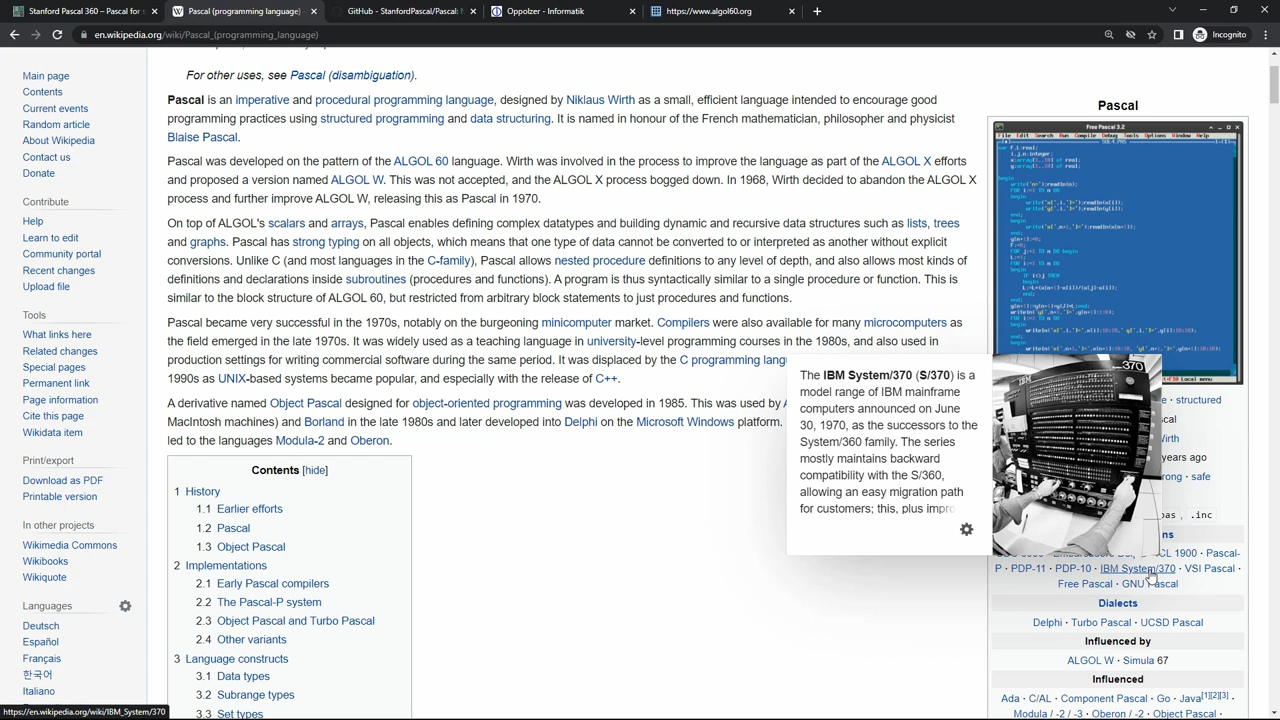 Stanford Pascal 360 – Pascal for s
Pascal (programming language)
GitHub - StanfordPascal/Pascal: N
Oppolzer - Informatik
https://www.algol60.org
en.wikipedia.org/wiki/Pascal_(programming_language)
Incognito
Main page
Contents
Current events
Random article
About Wikipedia
Contact us
Donate
Contribute
Help
Learn to edit
Community portal
Recent changes
Upload file
Tools
What links here
Related changes
Special pages
Permanent link
Page information
Cite this page
Wikidata item
Print/export
Download as PDF
Printable version
In other projects
Wikimedia Commons
Wikibooks
Wikiquote
Languages
Deutsch
Español
Français
한국어
Italiano
https://en.wikipedia.org/wiki/IBM_System/370
For other uses, see Pascal (disambiguation).
Pascal is an imperative and procedural programming language, designed by Niklaus Wirth as a small, efficient language intended to encourage good
programming practices using structured programming and data structuring. It is named in honour of the French mathematician, philosopher and physicist
Blaise Pascal.
Pascal was developed on the pattern of the ALGOL 60 language. Wirth was involved in the process to improve the language as part of the ALGOL X efforts
and proposed a version named ALGOL W. This was not accepted, and the ALGOL X process bogged down. In 1968, Wirth decided to abandon the ALGOL X
process and further improve ALGOL W, releasing this as Pascal in 1970.
On top of ALGOL's scalars and arrays, Pascal enables defining complex datatypes and building dynamic and recursive data structures such as lists, trees
and graphs. Pascal has strong typing on all objects, which means that one type of data cannot be converted to or interpreted as another without explicit
conversions. Unlike C (and most languages in the C-family), Pascal allows nested procedure definitions to any level of depth, and also allows most kinds of
definitions and declarations inside subroutines (procedures and functions). A program is thus syntactically similar to a single procedure or function. This is
similar to the block structure of ALGOL 60, but restricted from arbitrary block statements to just procedures and functions.
Pascal became very successful in the 1970s, notably on the burgeoning minicomputer market. Compilers were also available for many microcomputers as
the field emerged in the late 1970s. It was widely used as a teaching language in university-level programming courses in the 1980s, and also used in
production settings for writing commercial software during the same period. It was displaced by the C programming lang
1990s as UNIX-based systems became popular, and especially with the release of C++.
A derivative named Object Pascal designed for object-oriented programming was developed in 1985. This was used by
Macintosh machines) and Borland in the late 1980s and later developed into Delphi on the Microsoft Windows platform.
led to the languages Modula-2 and Oberon.
Contents [hide]
1 History
1.1 Earlier efforts
1.2 Pascal
1.3 Object Pascal
2 Implementations
2.1 Early Pascal compilers
2.2 The Pascal-P system
2.3 Object Pascal and Turbo Pascal
2.4 Other variants
3 Language constructs
3.1 Data types
3.2 Subrange types
3.3 Set types
The IBM System/370 (S/370) is a
model range of IBM mainframe
computers announced on June
30, 1970, as the successors to the
System/360 family. The series
mostly maintains backward
compatibility with the S/360,
allowing an easy migration path
for customers; this, plus impro
IBM
370
Pascal
Free Pascal 3.2
File Edit Search Run Compile Debug Tools Options Window Help
structured
Wirth
years ago
safe
.inc
PDP-11 · PDP-10 · IBM System/370 · VSI Pascal ·
Free Pascal · GNU
Dialects
Delphi · Turbo Pascal · UCSD Pascal
Influenced by
ALGOL W · Simula 67
Influenced
Ada · C/AL · Component Pascal · Go · Java[1][2][3] ·
Modula / -2 / -3 · Oberon / -2 · Object Pascal ·